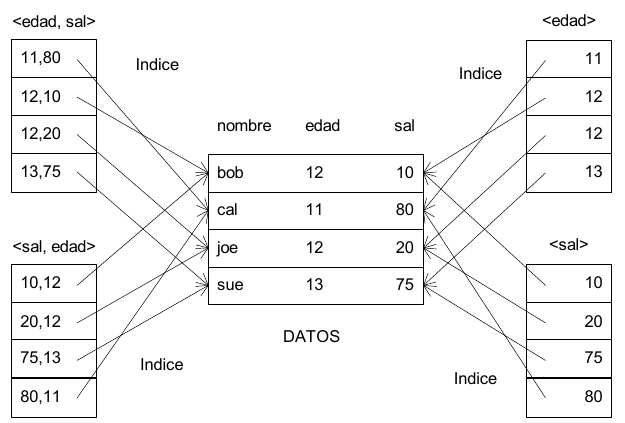 <edad, sal>
11,80
12,10
12,20
13,75
Indice
<sal, edad>
10,12
20,12
75,13
80,11
Indice
nombre edad sal
bob 12 10
cal 11 80
joe 12 20
sue 13 75
DATOS
<edad>
11
12
12
13
Indice
<sal>
10
20
75
80
Indice